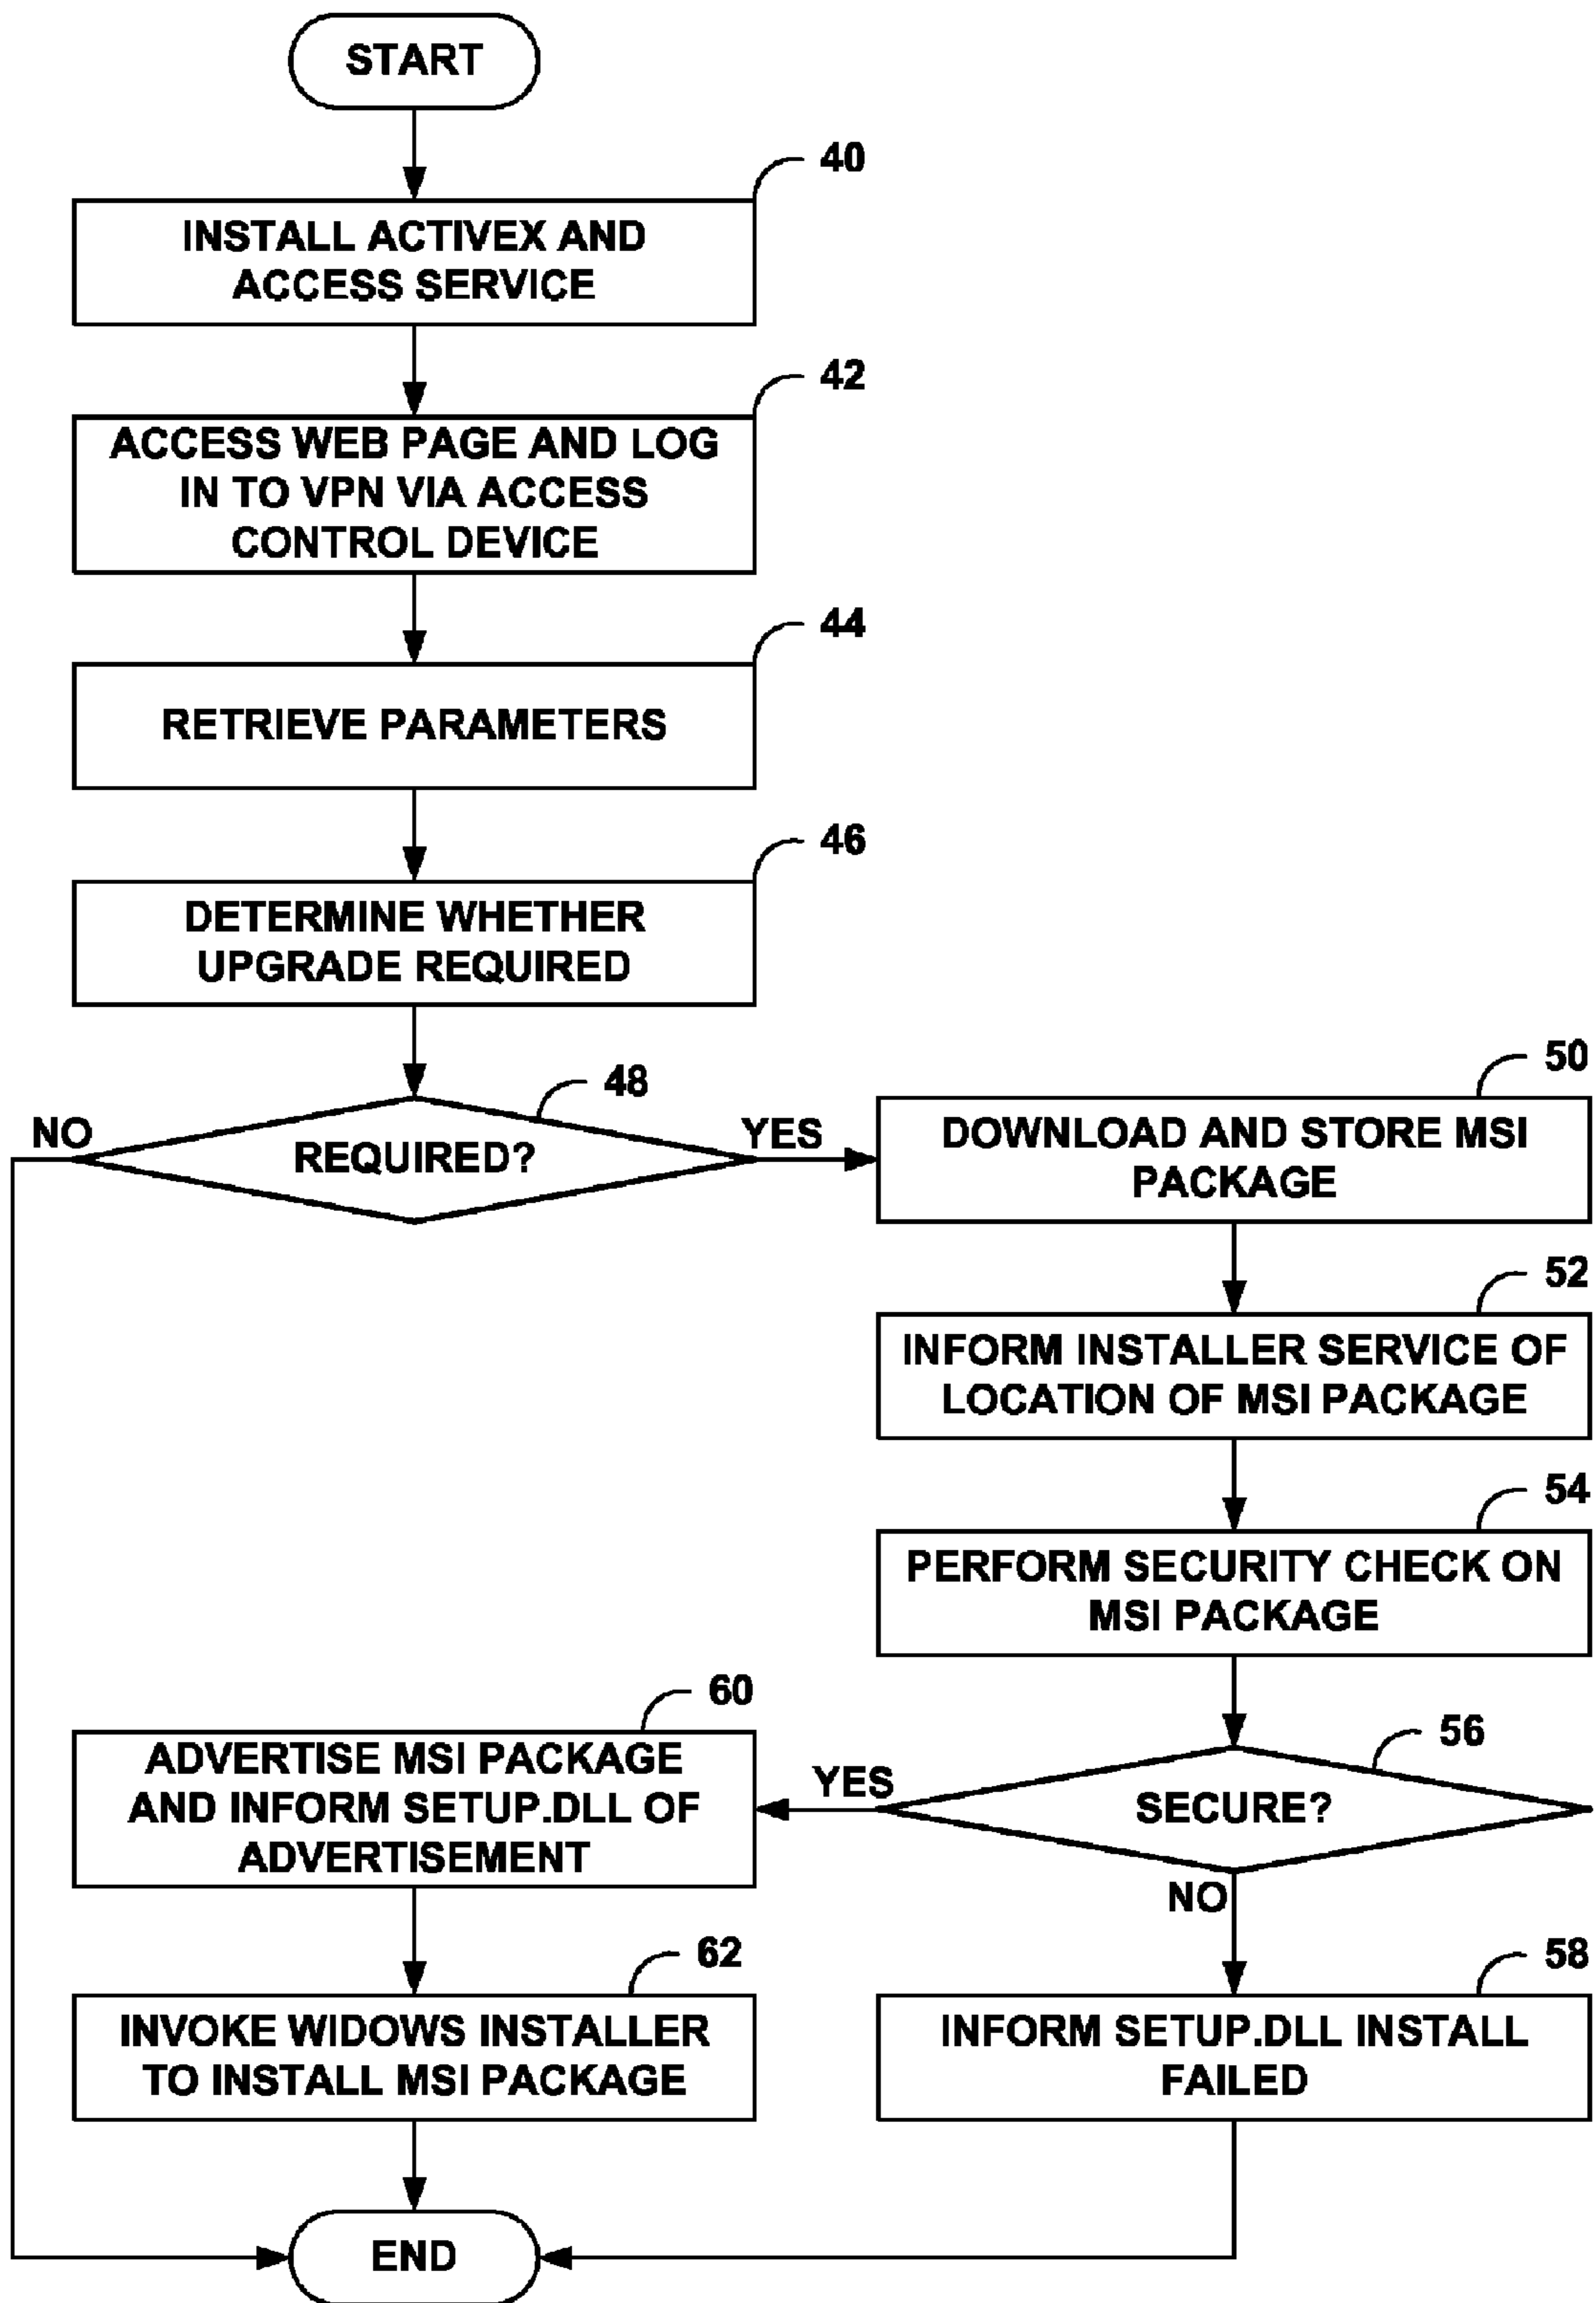 START
40
INSTALL ACTIVEX AND
ACCESS SERVICE
42
ACCESS WEB PAGE AND LOG
IN TO VPN VIA ACCESS
CONTROL DEVICE
44
RETRIEVE PARAMETERS
46
DETERMINE WHETHER
UPGRADE REQUIRED
48
NO
REQUIRED?
YES
50
DOWNLOAD AND STORE MSI
PACKAGE
52
INFORM INSTALLER SERVICE OF
LOCATION OF MSI PACKAGE
54
PERFORM SECURITY CHECK ON
MSI PACKAGE
56
SECURE?
YES
NO
60
ADVERTISE MSI PACKAGE
AND INFORM SETUP.DLL OF
ADVERTISEMENT
62
INVOKE WIDOWS INSTALLER
TO INSTALL MSI PACKAGE
58
INFORM SETUP.DLL INSTALL
FAILED
END